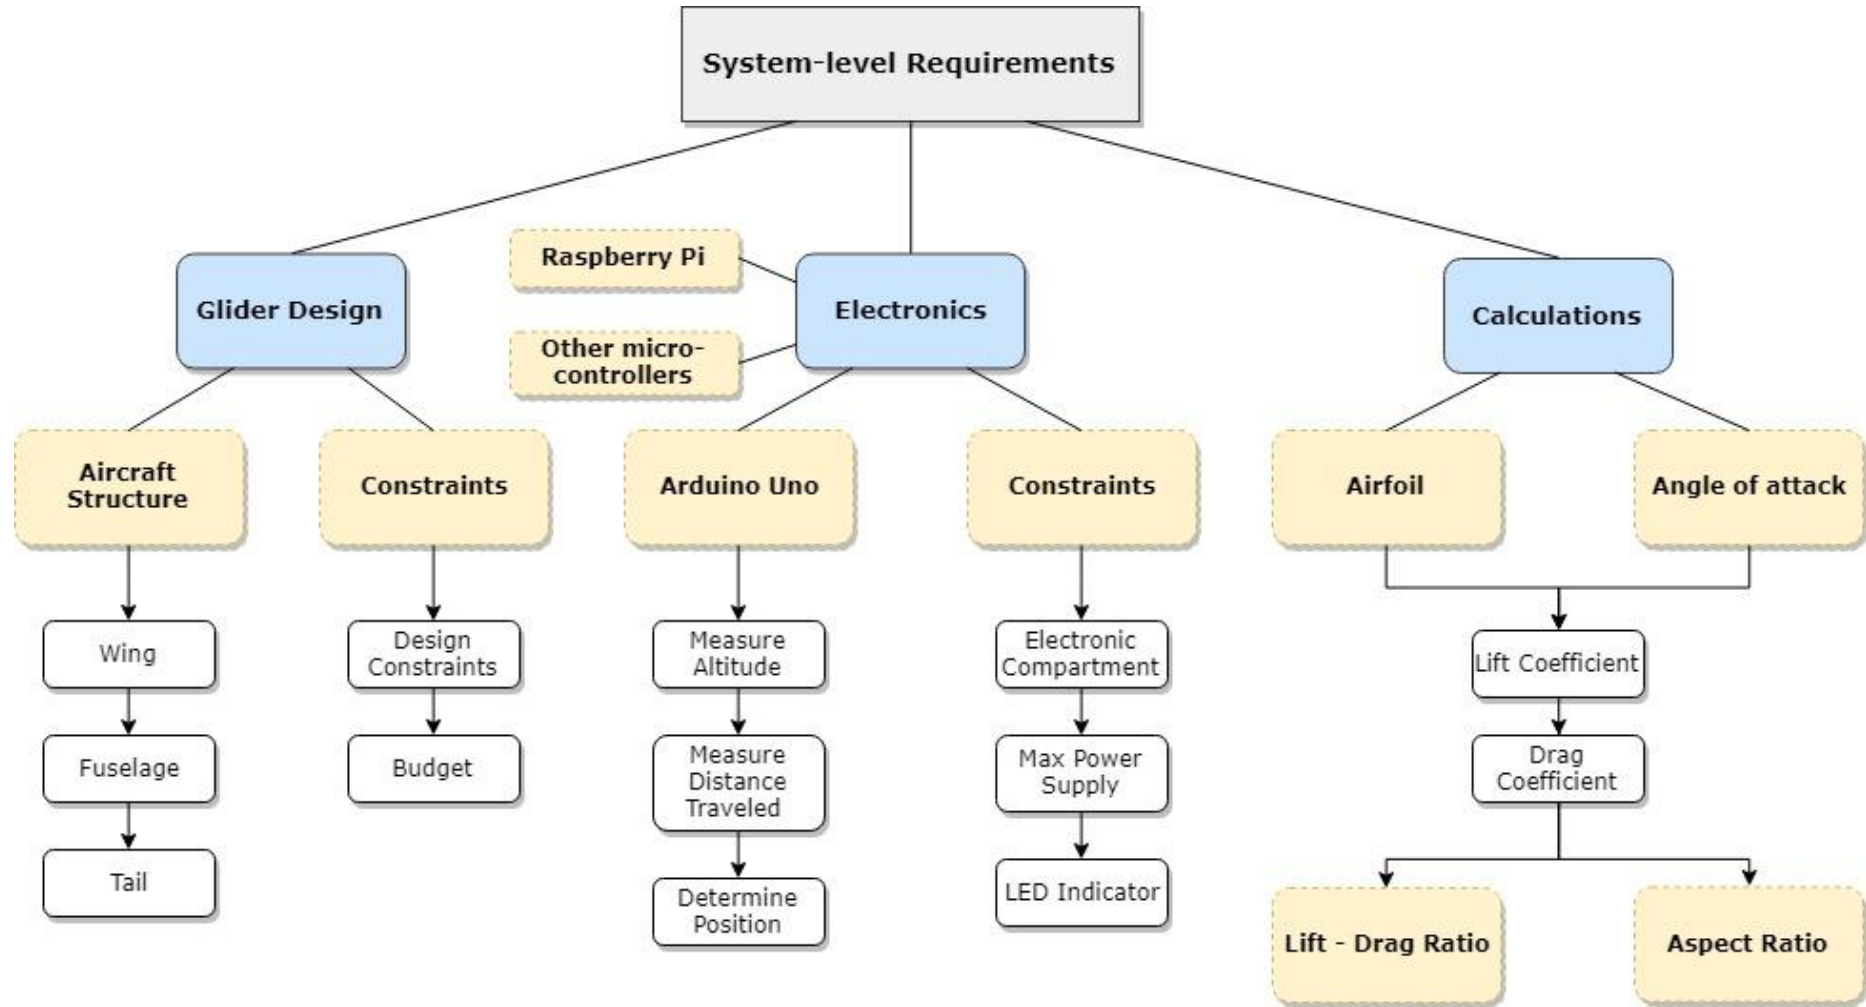 System-level Requirements
Raspberry Pi
Glider Design
Electronics
Calculations
Other micro-
controllers
Aircraft
Structure
Constraints
Arduino Uno
Constraints
Airfoil
Angle of attack
Wing
Design
Constraints
Measure
Altitude
Electronic
Compartment
Lift Coefficient
Fuselage
Budget
Measure
Distance
Traveled
Max Power
Supply
Drag
Coefficient
Tail
Determine
Position
LED Indicator
Lift - Drag Ratio
Aspect Ratio